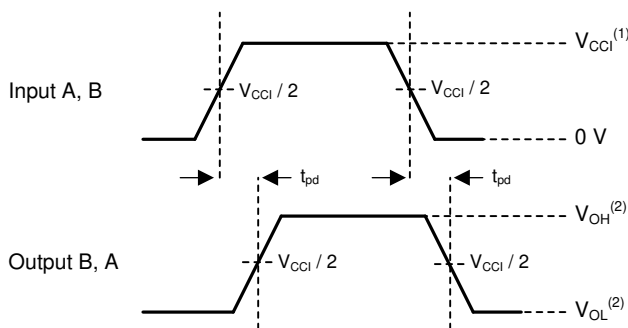 V_CCI^(1)
Input A, B
V_CCI / 2
V_CCI / 2
0 V
t_pd
t_pd
V_OH^(2)
Output B, A
V_CCI / 2
V_CCI / 2
V_OL^(2)